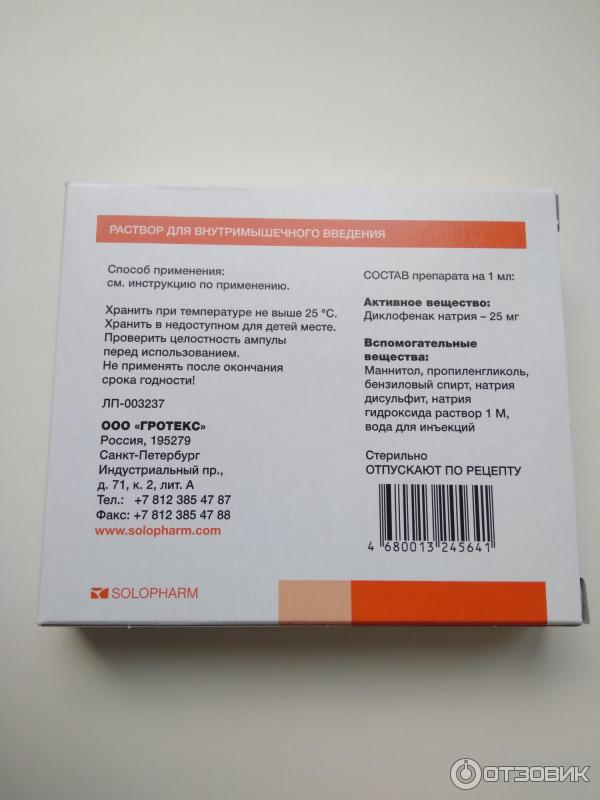 РАСТВОР ДЛЯ ВНУТРИМЫШЕЧНОГО ВВЕДЕНИЯ
Способ применения:
см. инструкцию по применению.
Хранить при температуре не выше 25 °С.
Хранить в недоступном для детей месте.
Проверить целостность ампулы
перед использованием.
Не применять после окончания
срока годности!
ЛП-003237
ООО «ГРОТЕКС»
Россия, 195279
Санкт-Петербург
Индустриальный пр.,
д. 71, к. 2, лит. А
Тел.: +7 812 385 47 87
Факс: +7 812 385 47 88
www.solopharm.com
SOLOPHARM
СОСТАВ препарата на 1 мл:
Активное вещество:
Диклофенак натрия – 25 мг
Вспомогательные
вещества:
Маннитол, пропиленгликоль,
бензиловый спирт, натрия
дисульфит, натрия
гидроксида раствор 1 М,
вода для инъекций
Стерильно
ОТПУСКАЮТ ПО РЕЦЕПТУ
4 680013 245641
ОТЗОВИК